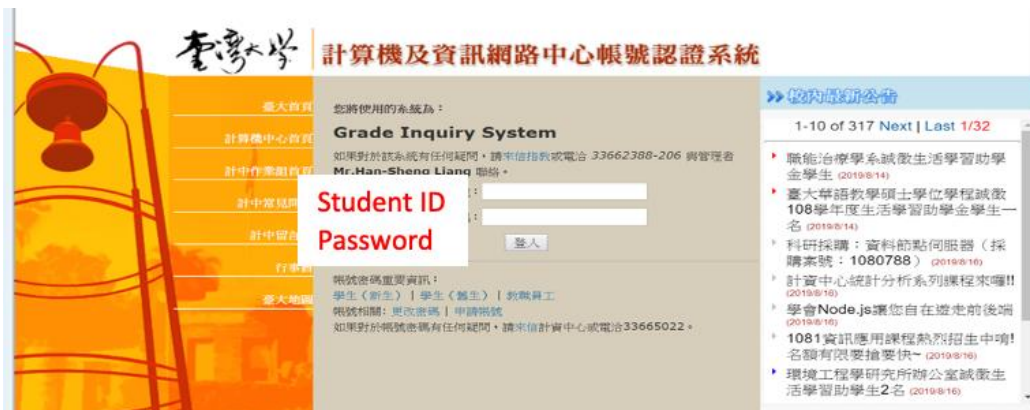 臺灣大學
計算機及資訊網路中心帳號認證系統
臺大首頁
計算機中心首頁
計中作業組首頁
計中常見問
計中留言
行事曆
臺大地圖
您將使用的系統為：
Grade Inquiry System
如果對於該系統有任何疑問，請來信指教或電洽 33662388-206 與管理者
Mr.Han-Sheng Liang 聯絡。
Student ID
Password
登入
帳號密碼重要資訊：
學生（新生）| 學生（舊生）| 教職員工
帳號相關: 更改密碼 | 申請帳號
如果對於帳號密碼有任何疑問，請來信計資中心或電洽33665022。
校內最新公告
1-10 of 317 Next | Last 1/32
職能治療學系誠徵生活學習助學
金學生 (2019/8/14)
臺大華語教學碩士學位學程誠徵
108學年度生活學習助學金學生一
名 (2019/8/14)
科研採購：資料節點伺服器（採
購案號：1080788） (2019/8/16)
計資中心統計分析系列課程來囉!!
(2019/8/16)
學會Node.js讓您自在遊走前後端
(2019/8/16)
1081資訊應用課程熱烈招生中唷!
名額有限要搶要快~ (2019/8/16)
環境工程學研究所辦公室誠徵生
活學習助學生2名 (2019/8/16)